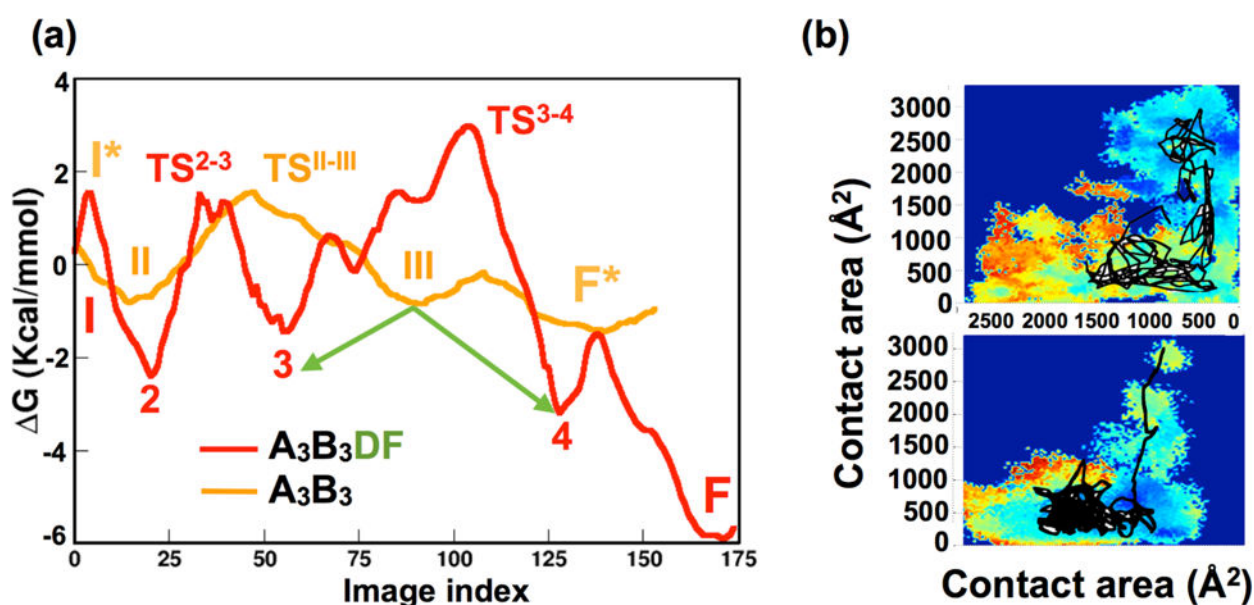 (a)
(b)
4
2
0
-2
-4
-6
ΔG (Kcal/mmol)
I*
TS²⁻³
TSᴵᴵ⁻ᴵᴵᴵ
TS³⁻⁴
II
III
F*
I
2
3
4
F
A₃B₃DF
A₃B₃
0 25 50 75 100 125 150 175
Image index
3000
2500
2000
1500
1000
500
0
2500 2000 1500 1000 500 0
3000
2500
2000
1500
1000
500
0
Contact area (Å²)
Contact area (Å²)